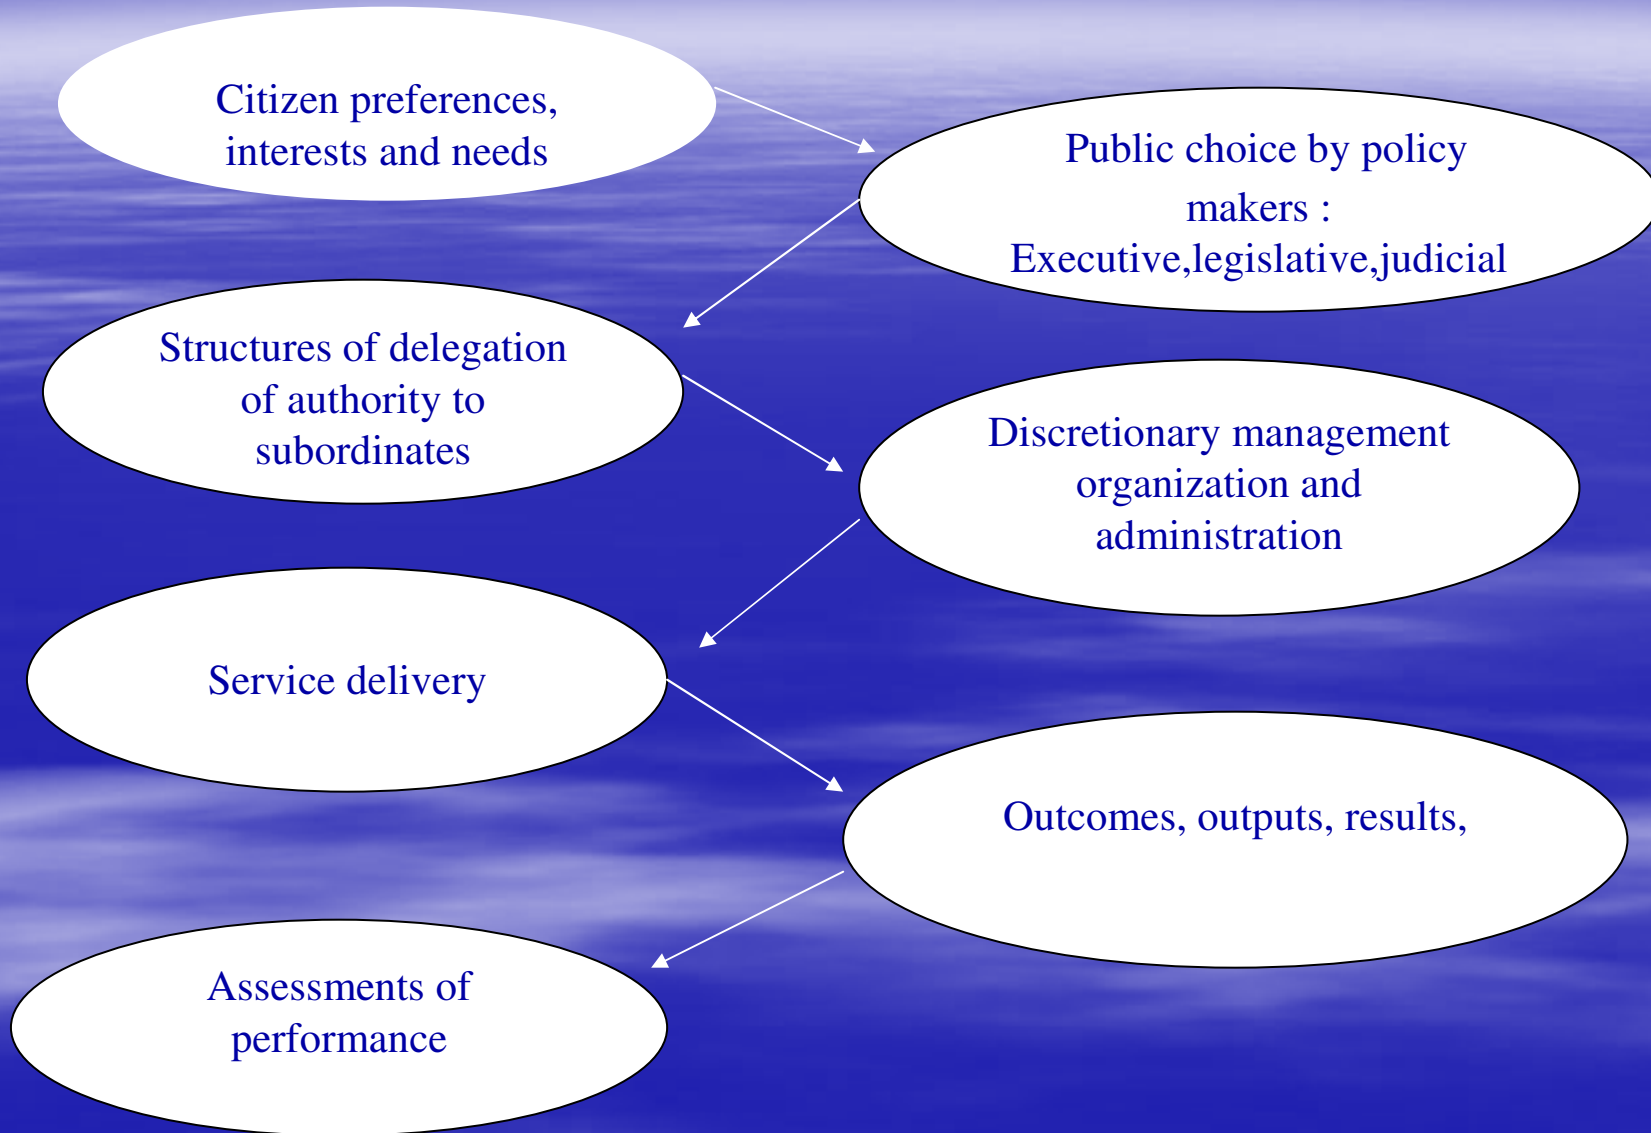 Citizen preferences,
interests and needs
Public choice by policy
makers :
Executive,legislative,judicial
Structures of delegation
of authority to
subordinates
Discretionary management
organization and
administration
Service delivery
Outcomes, outputs, results,
Assessments of
performance